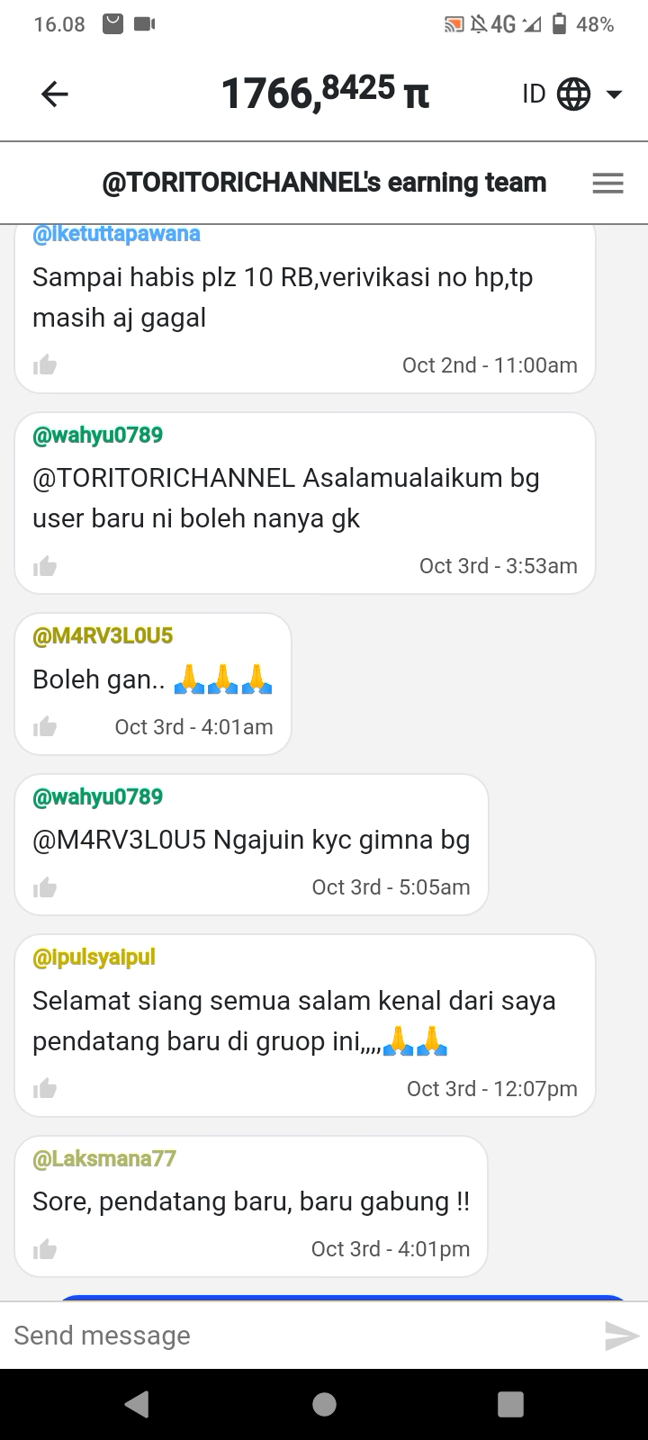 16.08 4G 48%
1766,8425 π ID
@TORITORICHANNEL's earning team
@Iketuttapawana
Sampai habis plz 10 RB,verivikasi no hp,tp
masih aj gagal
Oct 2nd - 11:00am
@wahyu0789
@TORITORICHANNEL Asalamualaikum bg
user baru ni boleh nanya gk
Oct 3rd - 3:53am
@M4RV3L0U5
Boleh gan.. 🙏🙏🙏
Oct 3rd - 4:01am
@wahyu0789
@M4RV3L0U5 Ngajuin kyc gimna bg
Oct 3rd - 5:05am
@ipulsyaipul
Selamat siang semua salam kenal dari saya
pendatang baru di gruop ini,,,,🙏🙏
Oct 3rd - 12:07pm
@Laksmana77
Sore, pendatang baru, baru gabung !!
Oct 3rd - 4:01pm
Send message